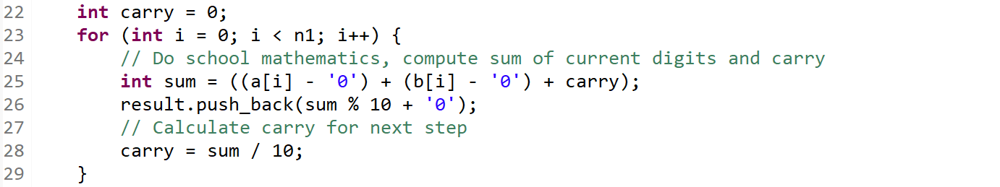 22 int carry = 0;
23 for (int i = 0; i < n1; i++) {
24 // Do school mathematics, compute sum of current digits and carry
25 int sum = ((a[i] - '0') + (b[i] - '0') + carry);
26 result.push_back(sum % 10 + '0');
27 // Calculate carry for next step
28 carry = sum / 10;
29 }